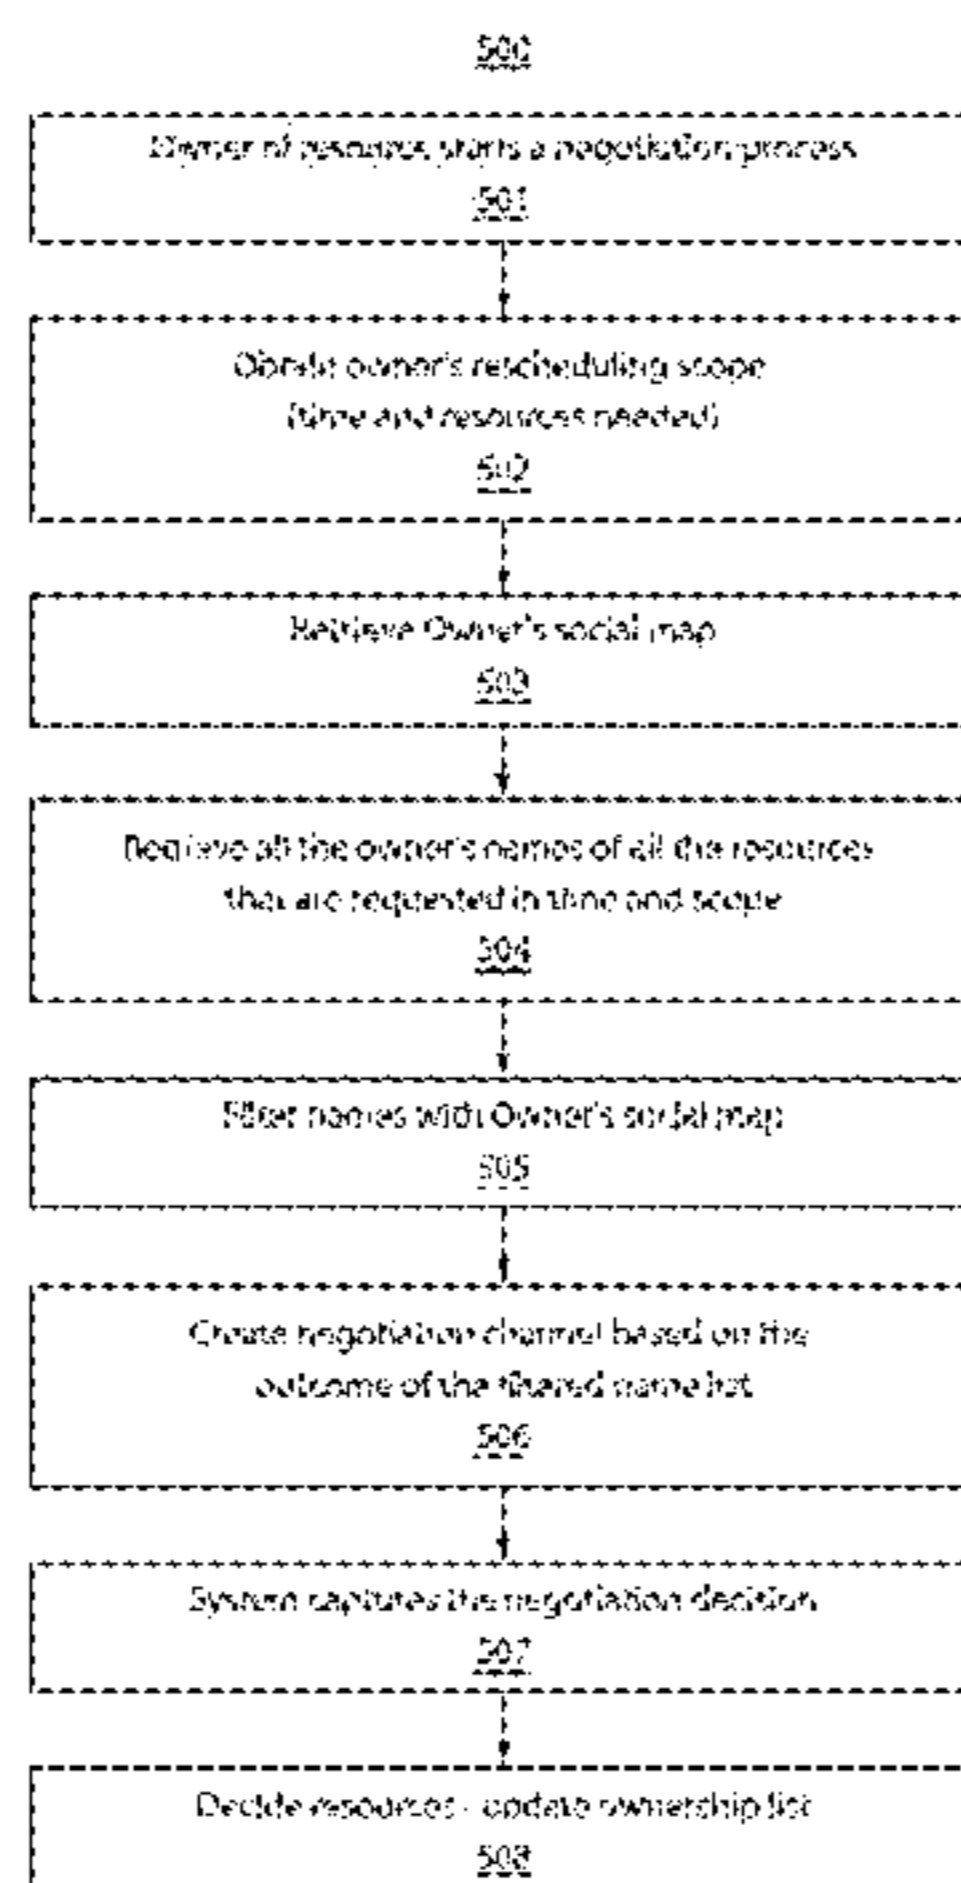 500
Owner of resources starts a negotiation process
501
Obtain owner's rescheduling scope
(time and resources needed)
502
Retrieve Owner's social map
503
Retrieve all the owner's names of all the resources
that are requested in time and scope
504
Filter names with Owner's social map
505
Create negotiation channel based on the
outcome of the filtered name list
506
System captures the negotiation decision
507
Decide resources - update ownership list
508